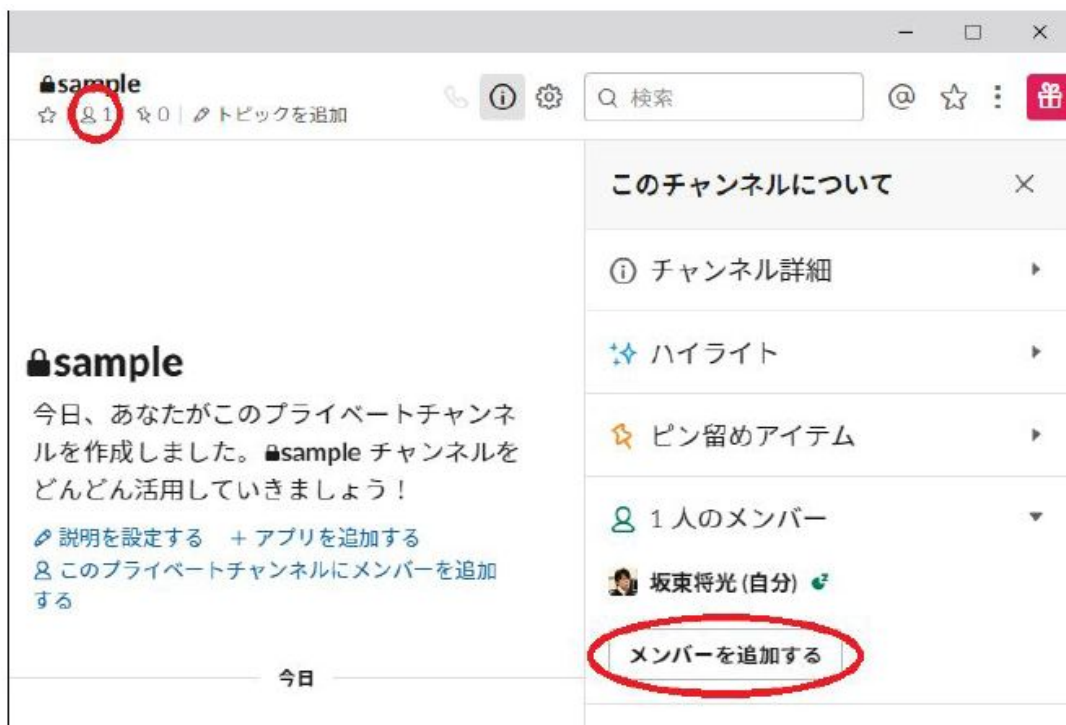 sample
1 0 トピックを追加
検索
このチャンネルについて
チャンネル詳細
ハイライト
ピン留めアイテム
1 人のメンバー
坂東将光 (自分)
メンバーを追加する
sample
今日、あなたがこのプライベートチャンネ
ルを作成しました。sample チャンネルを
どんどん活用していきましょう！
説明を設定する + アプリを追加する
このプライベートチャンネルにメンバーを追加
する
今日